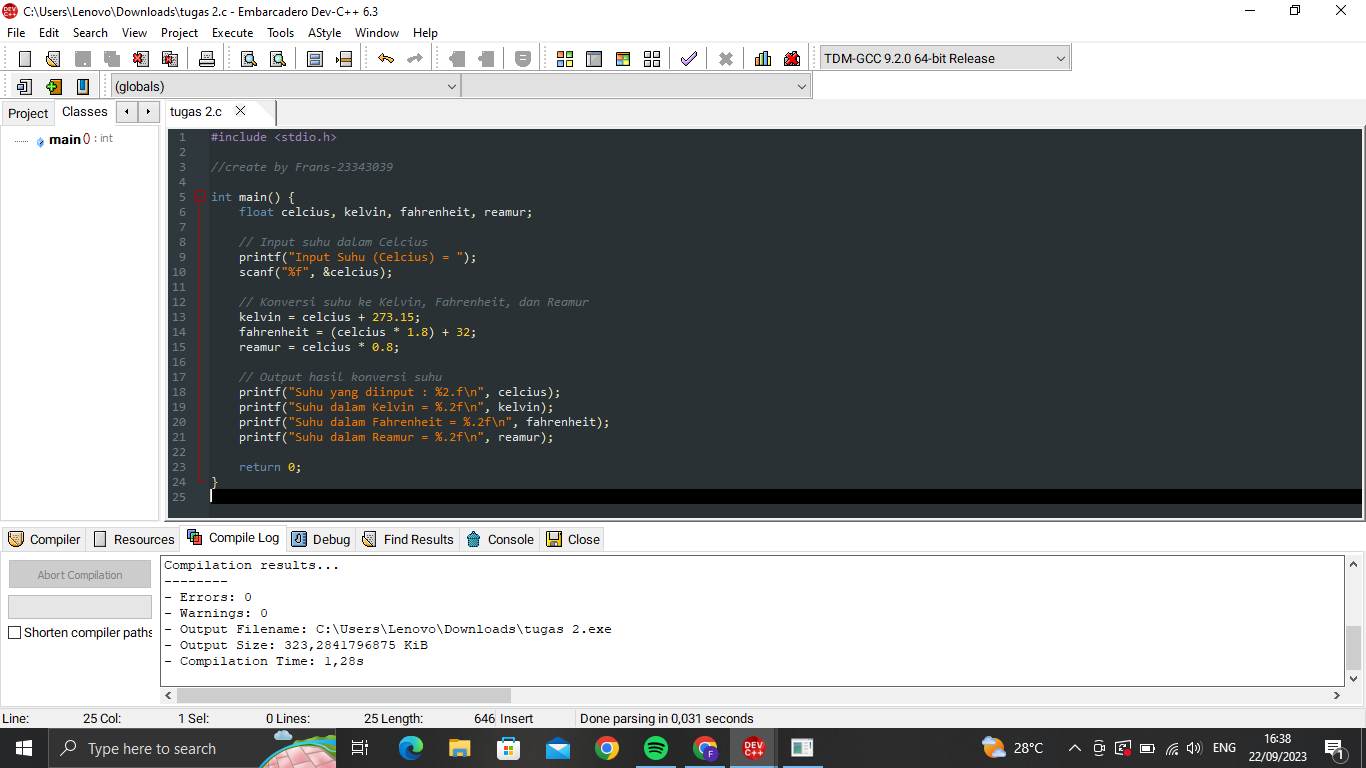 C:\Users\Lenovo\Downloads\tugas 2.c - Embarcadero Dev-C++ 6.3
File Edit Search View Project Execute Tools AStyle Window Help
TDM-GCC 9.2.0 64-bit Release
(globals)
Project Classes tugas 2.c
main () : int
1 #include <stdio.h>
2
3 //create by Frans-23343039
4
5 int main() {
6 float celcius, kelvin, fahrenheit, reamur;
7
8 // Input suhu dalam Celcius
9 printf("Input Suhu (Celcius) = ");
10 scanf("%f", &celcius);
11
12 // Konversi suhu ke Kelvin, Fahrenheit, dan Reamur
13 kelvin = celcius + 273.15;
14 fahrenheit = (celcius * 1.8) + 32;
15 reamur = celcius * 0.8;
16
17 // Output hasil konversi suhu
18 printf("Suhu yang diinput : %2.f\n", celcius);
19 printf("Suhu dalam Kelvin = %.2f\n", kelvin);
20 printf("Suhu dalam Fahrenheit = %.2f\n", fahrenheit);
21 printf("Suhu dalam Reamur = %.2f\n", reamur);
22
23 return 0;
24 }
25
Compiler Resources Compile Log Debug Find Results Console Close
Abort Compilation
Shorten compiler paths
Compilation results...
--------
- Errors: 0
- Warnings: 0
- Output Filename: C:\Users\Lenovo\Downloads\tugas 2.exe
- Output Size: 323,2841796875 KiB
- Compilation Time: 1,28s
Line: 25 Col: 1 Sel: 0 Lines: 25 Length: 646 Insert Done parsing in 0,031 seconds
Type here to search
DEV C++
28°C
ENG
16:38
22/09/2023
1